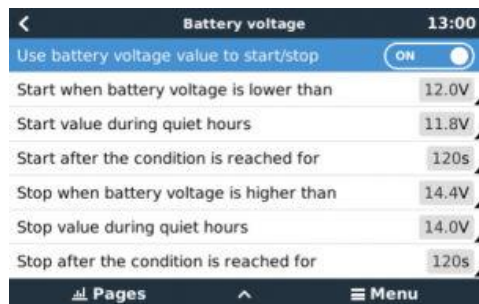 Battery voltage 13:00
Use battery voltage value to start/stop ON
Start when battery voltage is lower than 12.0V
Start value during quiet hours 11.8V
Start after the condition is reached for 120s
Stop when battery voltage is higher than 14.4V
Stop value during quiet hours 14.0V
Stop after the condition is reached for 120s
Pages Menu